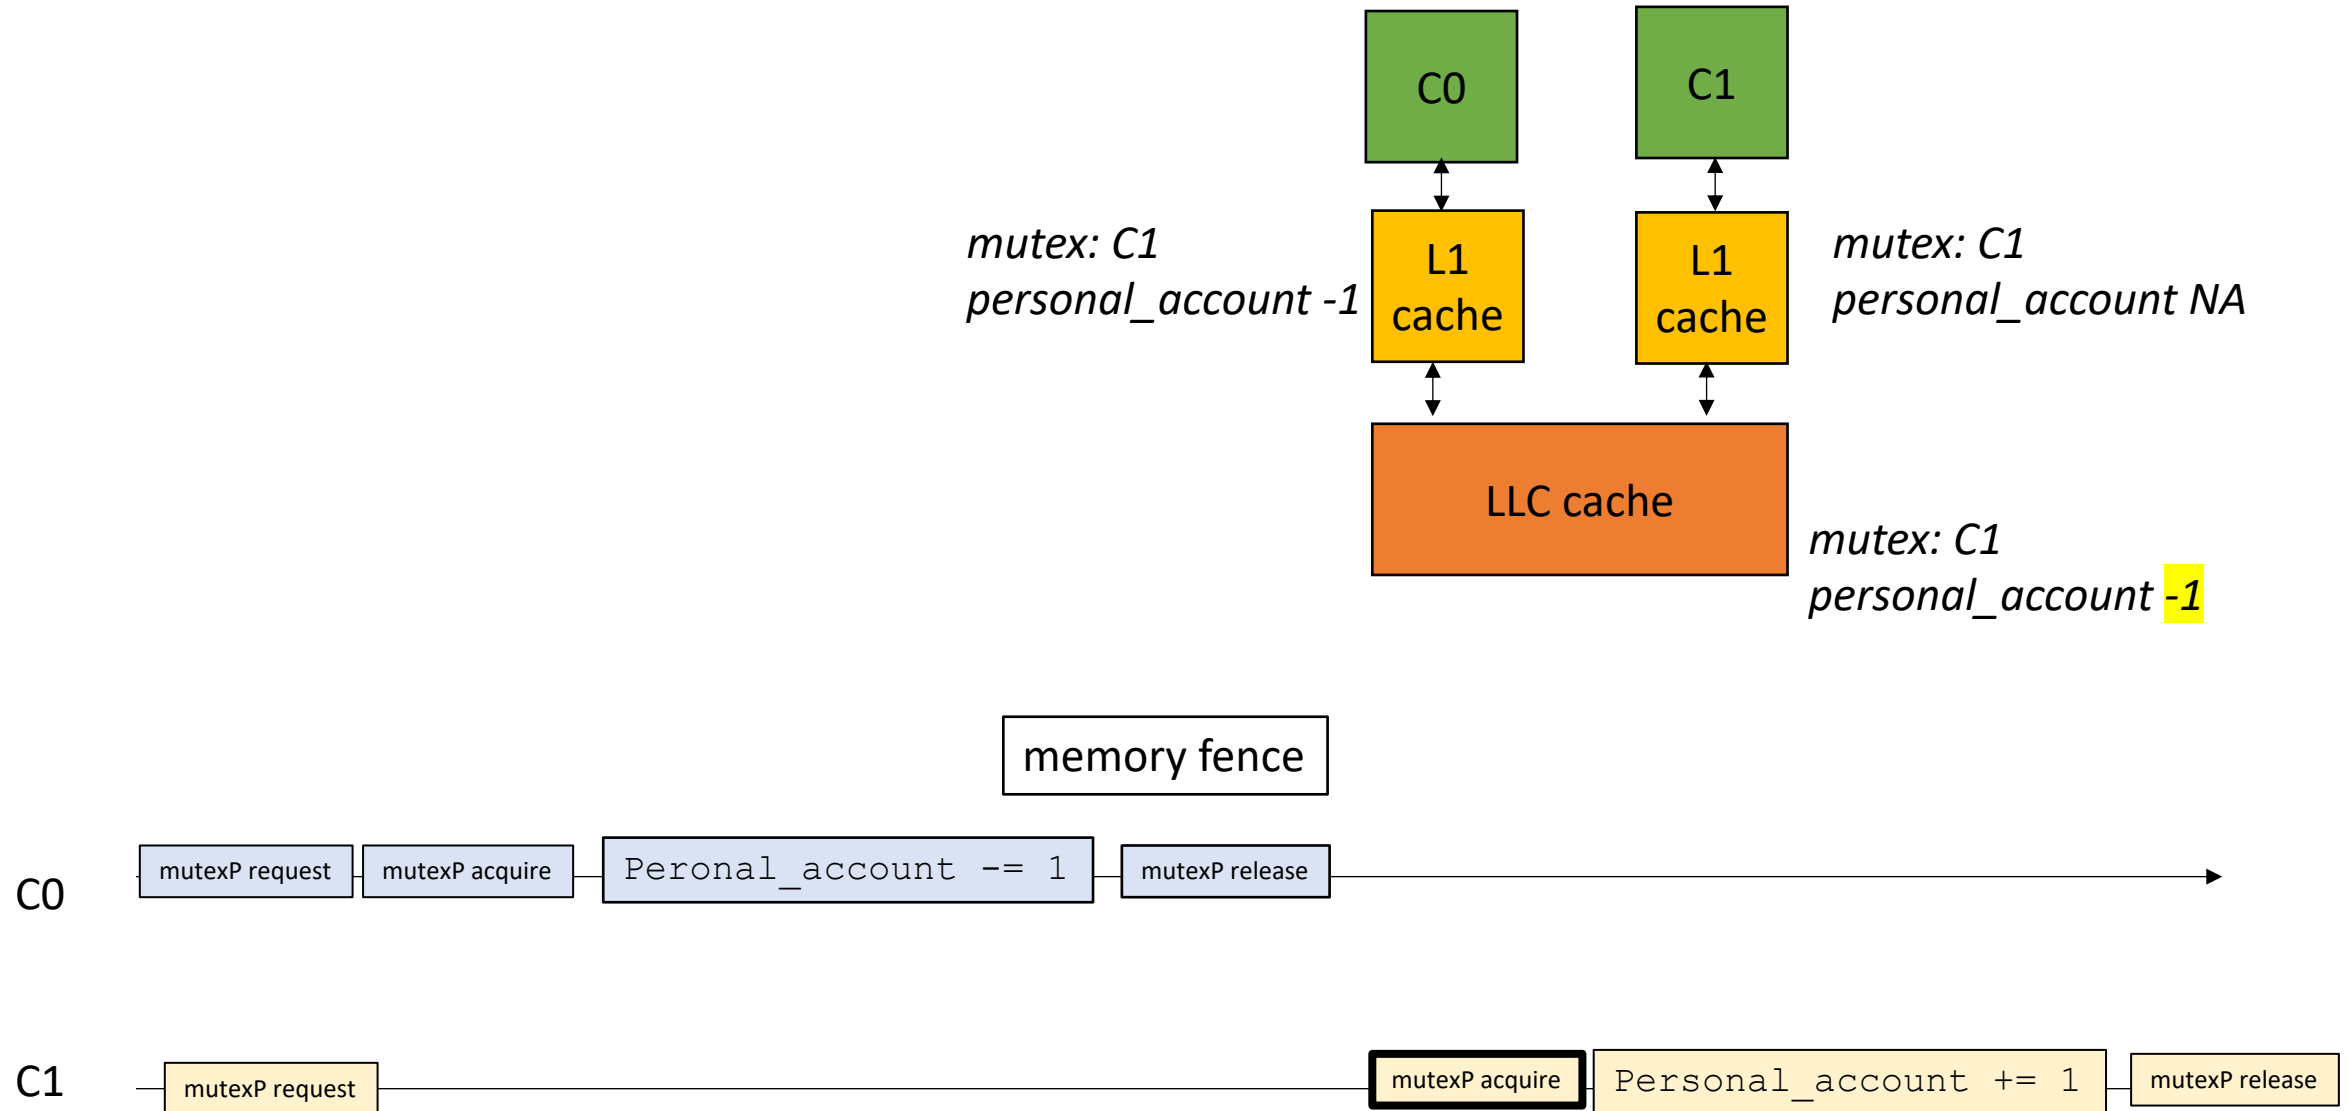 C0
C1
mutex: C1
personal_account -1
L1
cache
L1
cache
mutex: C1
personal_account NA
LLC cache
mutex: C1
personal_account -1
memory fence
C0
mutexP request
mutexP acquire
Peronal_account -= 1
mutexP release
C1
mutexP request
mutexP acquire
Personal_account += 1
mutexP release